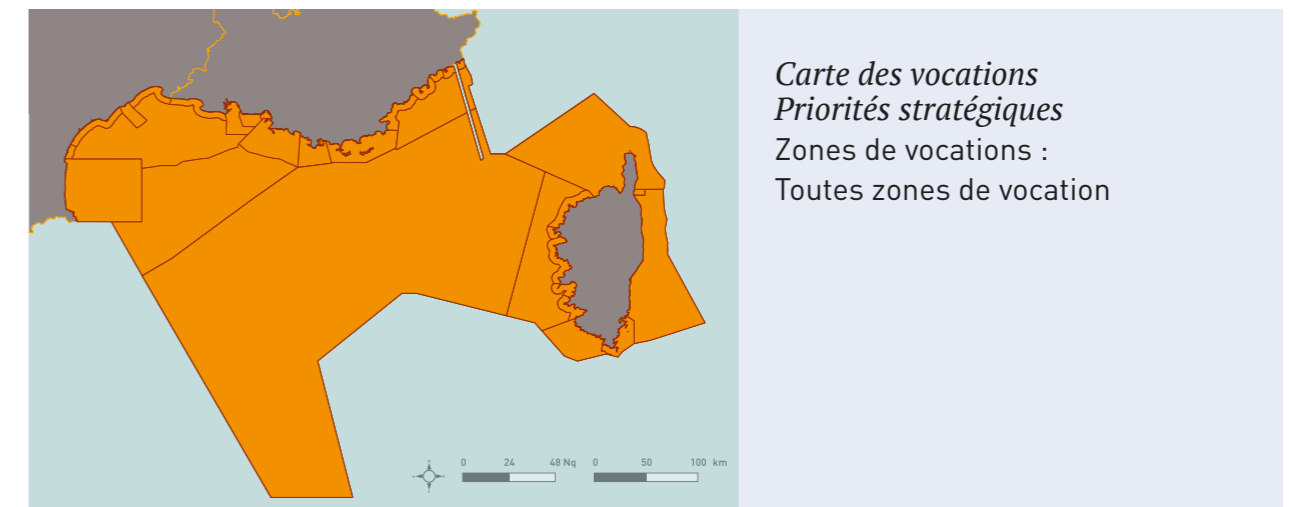 Carte des vocations
Priorités stratégiques
Zones de vocations :
Toutes zones de vocation
0 24 48 Nq 0 50 100 km